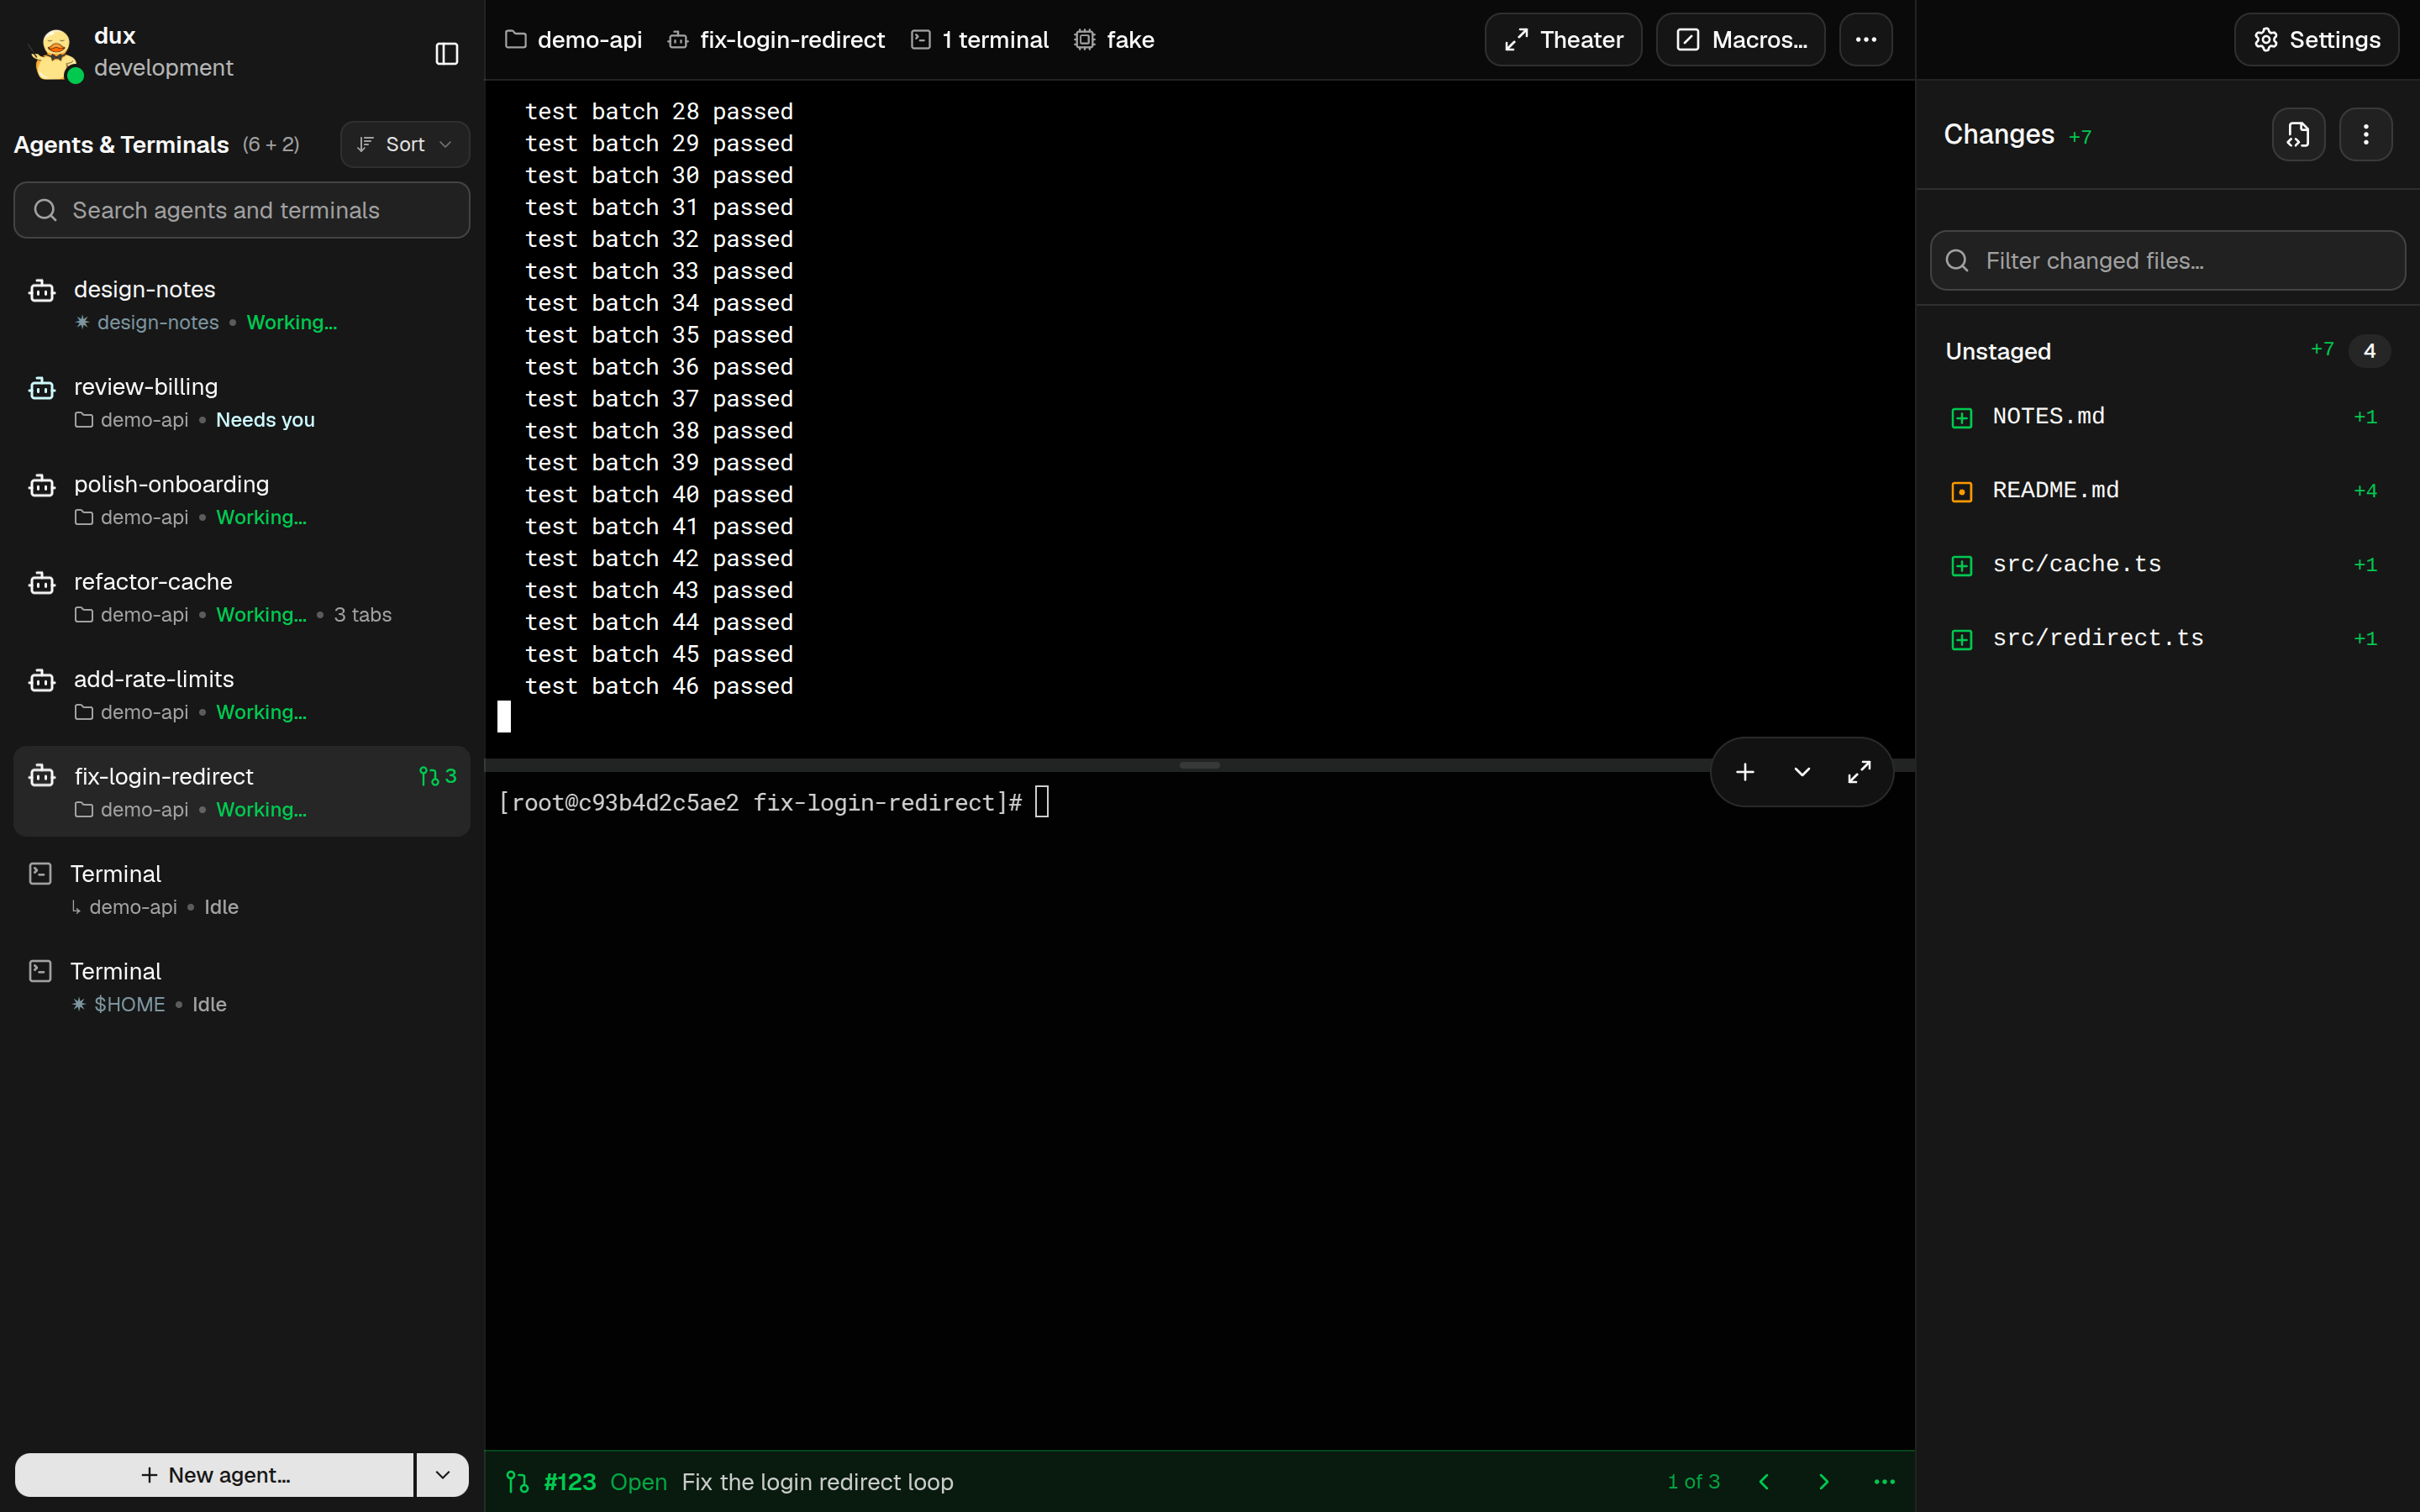 dux
development
Agents & Terminals (6 + 2) Sort
Search agents and terminals
design-notes
design-notes • Working...
review-billing
demo-api • Needs you
polish-onboarding
demo-api • Working...
refactor-cache
demo-api • Working... • 3 tabs
add-rate-limits
demo-api • Working...
fix-login-redirect 3
demo-api • Working...
Terminal
↳ demo-api • Idle
Terminal
$HOME • Idle
+ New agent...
demo-api fix-login-redirect 1 terminal fake Theater Macros... ...
test batch 28 passed
test batch 29 passed
test batch 30 passed
test batch 31 passed
test batch 32 passed
test batch 33 passed
test batch 34 passed
test batch 35 passed
test batch 36 passed
test batch 37 passed
test batch 38 passed
test batch 39 passed
test batch 40 passed
test batch 41 passed
test batch 42 passed
test batch 43 passed
test batch 44 passed
test batch 45 passed
test batch 46 passed
[root@c93b4d2c5ae2 fix-login-redirect]#
#123 Open Fix the login redirect loop 1 of 3
Settings
Changes +7
Filter changed files...
Unstaged +7 4
NOTES.md +1
README.md +4
src/cache.ts +1
src/redirect.ts +1